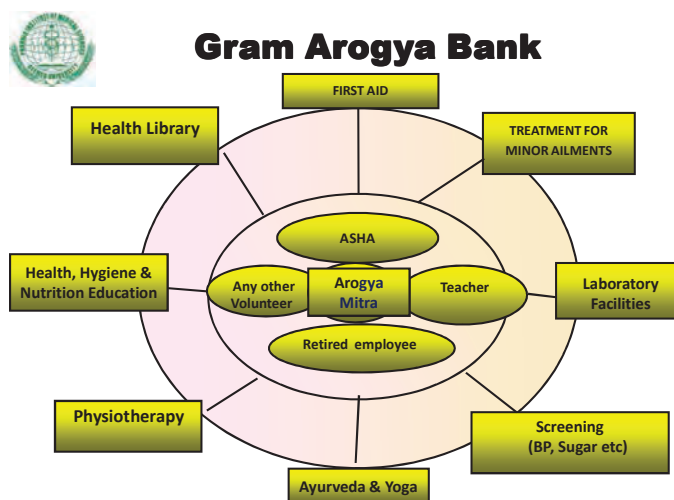 Gram Arogya Bank
FIRST AID
Health Library
TREATMENT FOR
MINOR AILMENTS
ASHA
Health, Hygiene &
Nutrition Education
Any other
Volunteer
Arogya
Mitra
Teacher
Laboratory
Facilities
Retired employee
Physiotherapy
Screening
(BP, Sugar etc)
Ayurveda & Yoga